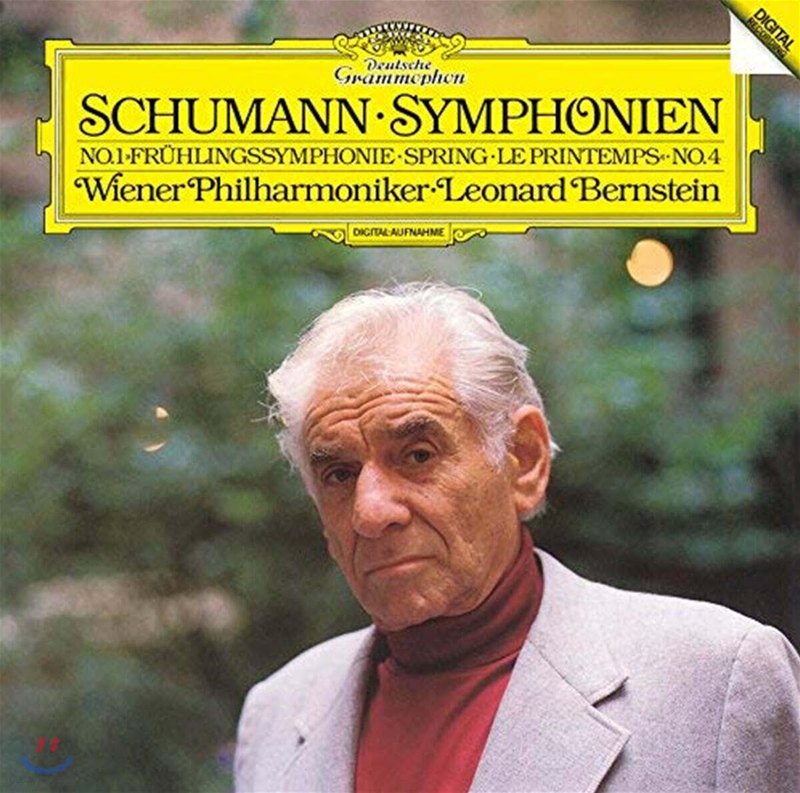 DIGITAL
RECORDING
Deutsche
Grammophon
SCHUMANN · SYMPHONIEN
NO.1 »FRÜHLINGSSYMPHONIE · SPRING · LE PRINTEMPS« · NO.4
Wiener Philharmoniker · Leonard Bernstein
DIGITAL-AUFNAHME